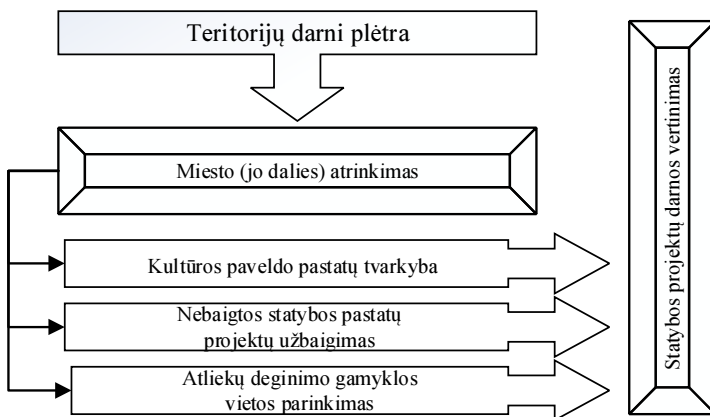 Teritorijų darni plėtra
Miesto (jo dalies) atrinkimas
Kultūros paveldo pastatų tvarkyba
Nebaigtos statybos pastatų
projektų užbaigimas
Atliekų deginimo gamyklos
vietos parinkimas
Statybos projektų darnos vertinimas